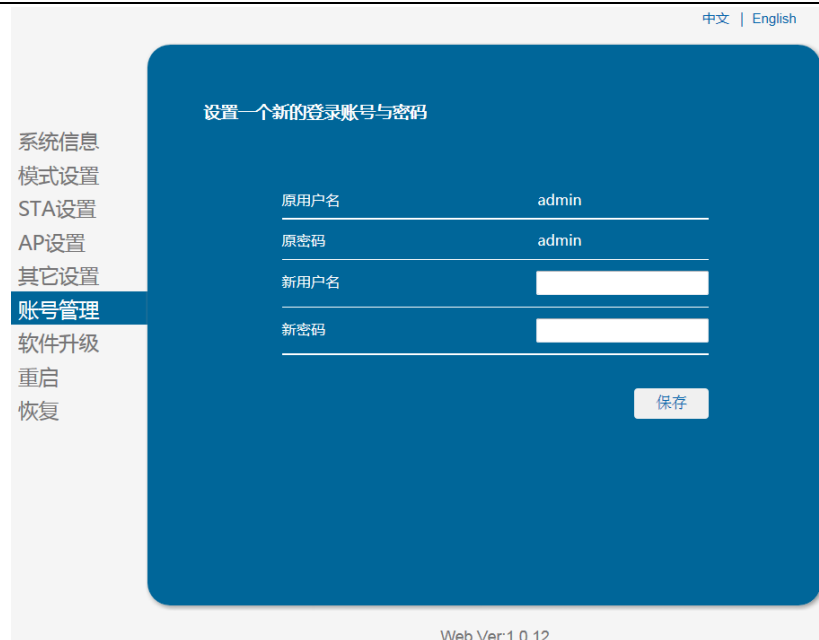 中文 | English
设置一个新的登录账号与密码
系统信息
模式设置
STA设置
AP设置
其它设置
账号管理
软件升级
重启
恢复
原用户名 admin
原密码 admin
新用户名
新密码
保存
Web Ver:1.0.12